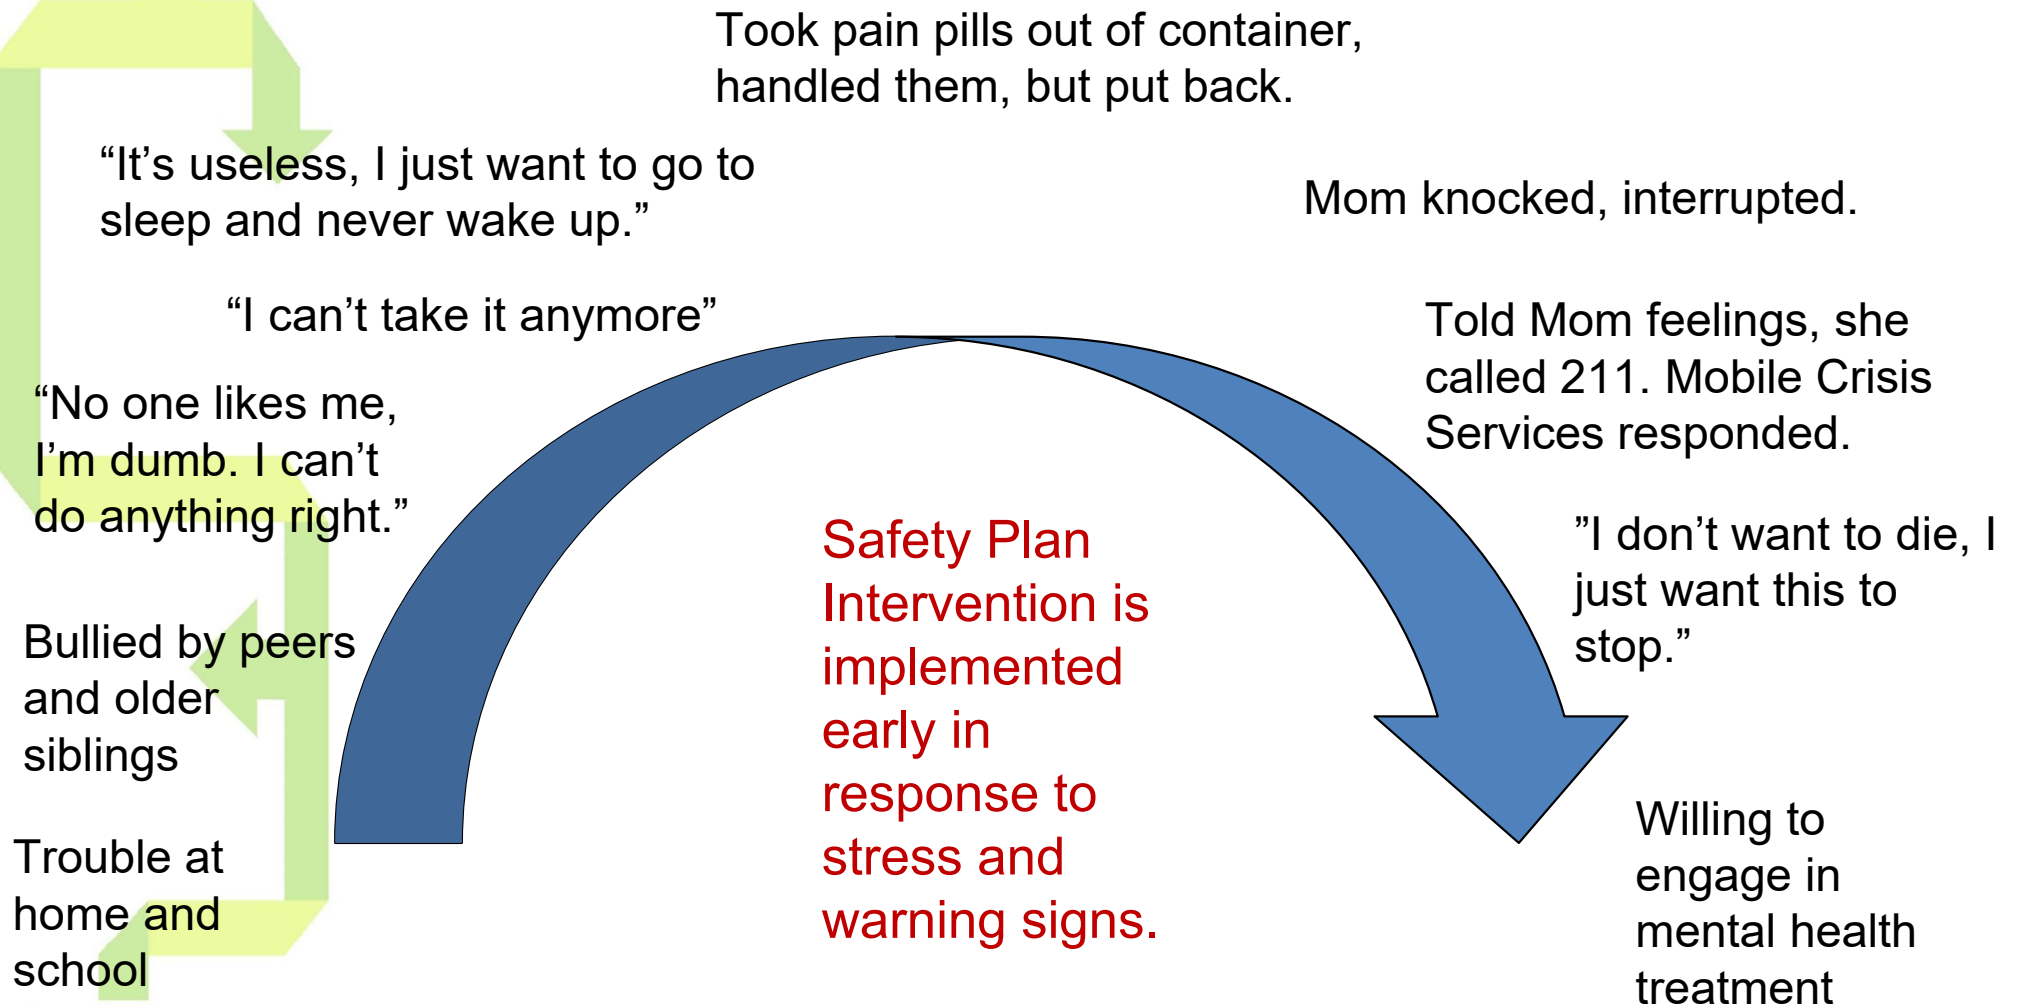 Took pain pills out of container,
handled them, but put back.
“It’s useless, I just want to go to
sleep and never wake up.”
Mom knocked, interrupted.
“I can’t take it anymore”
Told Mom feelings, she
called 211. Mobile Crisis
Services responded.
“No one likes me,
I’m dumb. I can’t
do anything right.”
Safety Plan
Intervention is
implemented
early in
response to
stress and
warning signs.
”I don’t want to die, I
just want this to
stop.”
Bullied by peers
and older
siblings
Trouble at
home and
school
Willing to
engage in
mental health
treatment